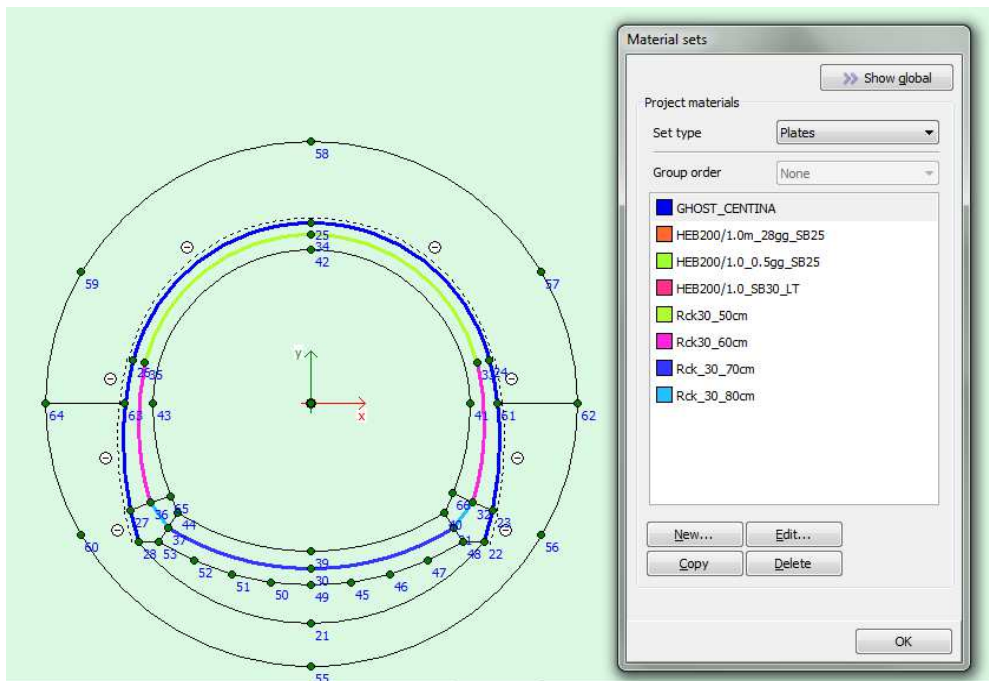 Material sets
Show global
Project materials
Set type Plates
Group order None
GHOST_CENTINA
HEB200/1.0m_28gg_SB25
HEB200/1.0_0.5gg_SB25
HEB200/1.0_SB30_LT
Rck30_50cm
Rck30_60cm
Rck_30_70cm
Rck_30_80cm
New... Edit...
Copy Delete
OK
58
25
34
42
59 57
y
35 24
64 63 43 x 41 61 62
65 66
27 36 44 32 23
37 40
60 28 53 48 22 56
39
52 47
51 30 46
50 49 45
21
55